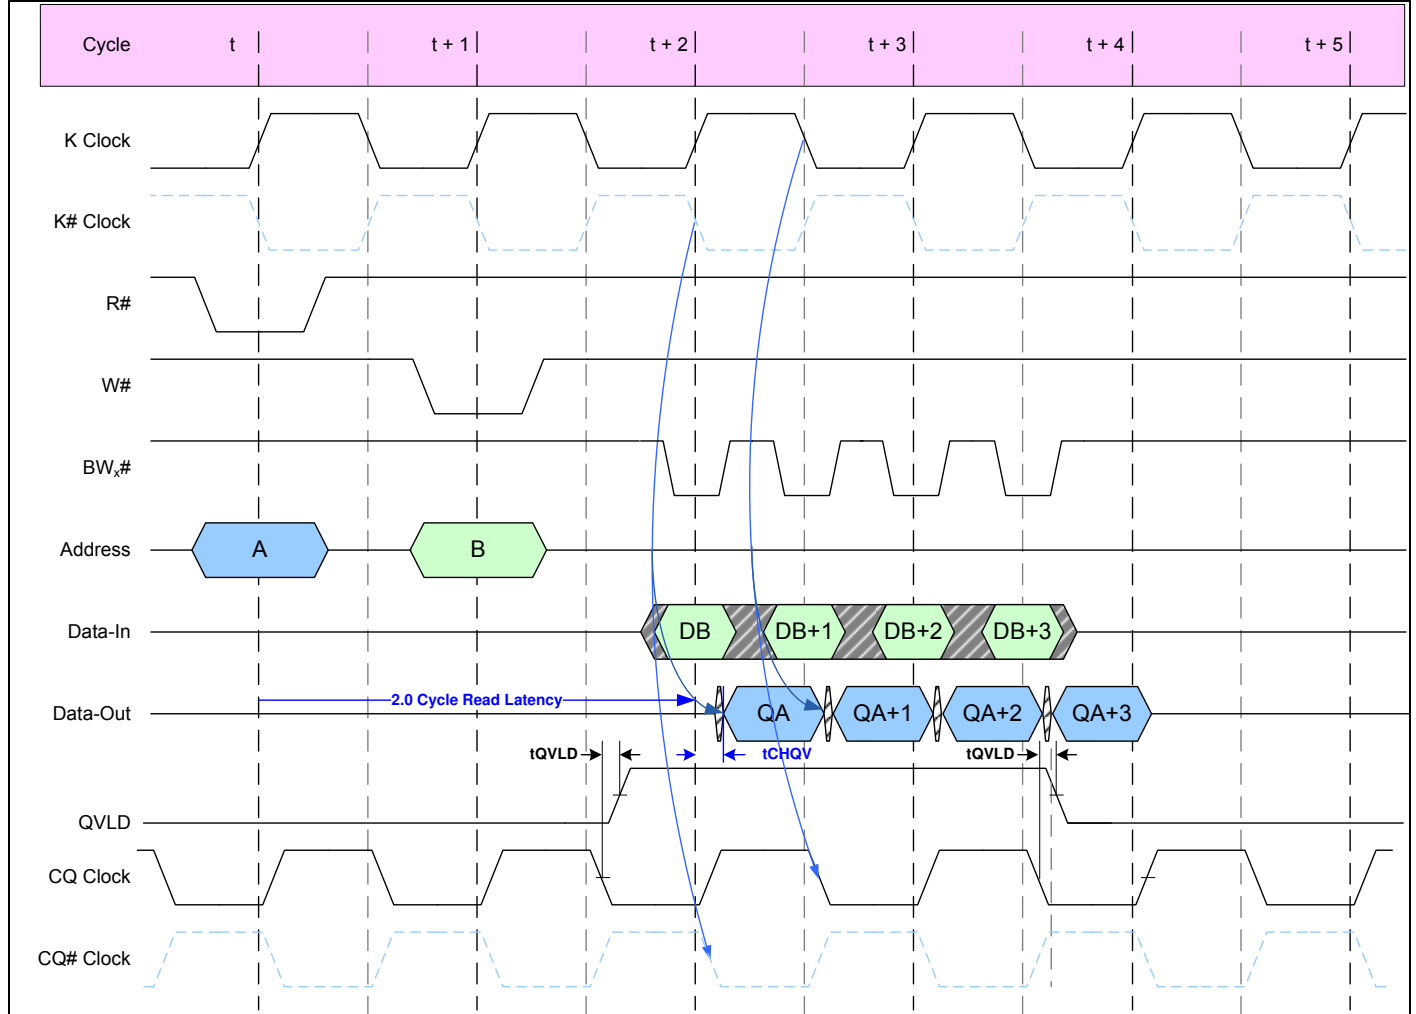 Cycle t t + 1 t + 2 t + 3 t + 4 t + 5
K Clock
K# Clock
R#
W#
BWx#
Address A B
Data-In DB DB+1 DB+2 DB+3
2.0 Cycle Read Latency
Data-Out QA QA+1 QA+2 QA+3
tQVLD tCHQV tQVLD
QVLD
CQ Clock
CQ# Clock